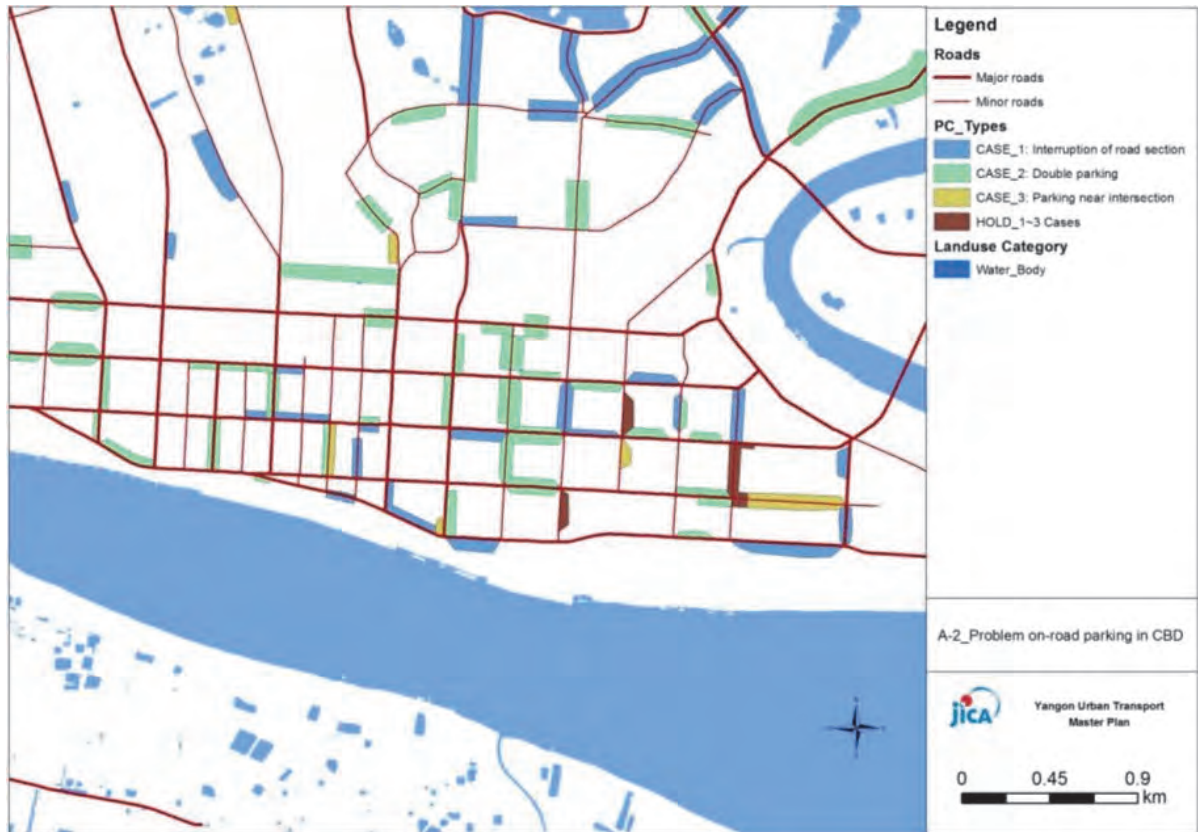 Legend
Roads
Major roads
Minor roads
PC_Types
CASE_1: Interruption of road section
CASE_2: Double parking
CASE_3: Parking near intersection
HOLD_1~3 Cases
Landuse Category
Water_Body
A-2_Problem on-road parking in CBD
jICA
Yangon Urban Transport
Master Plan
0 0.45 0.9
km